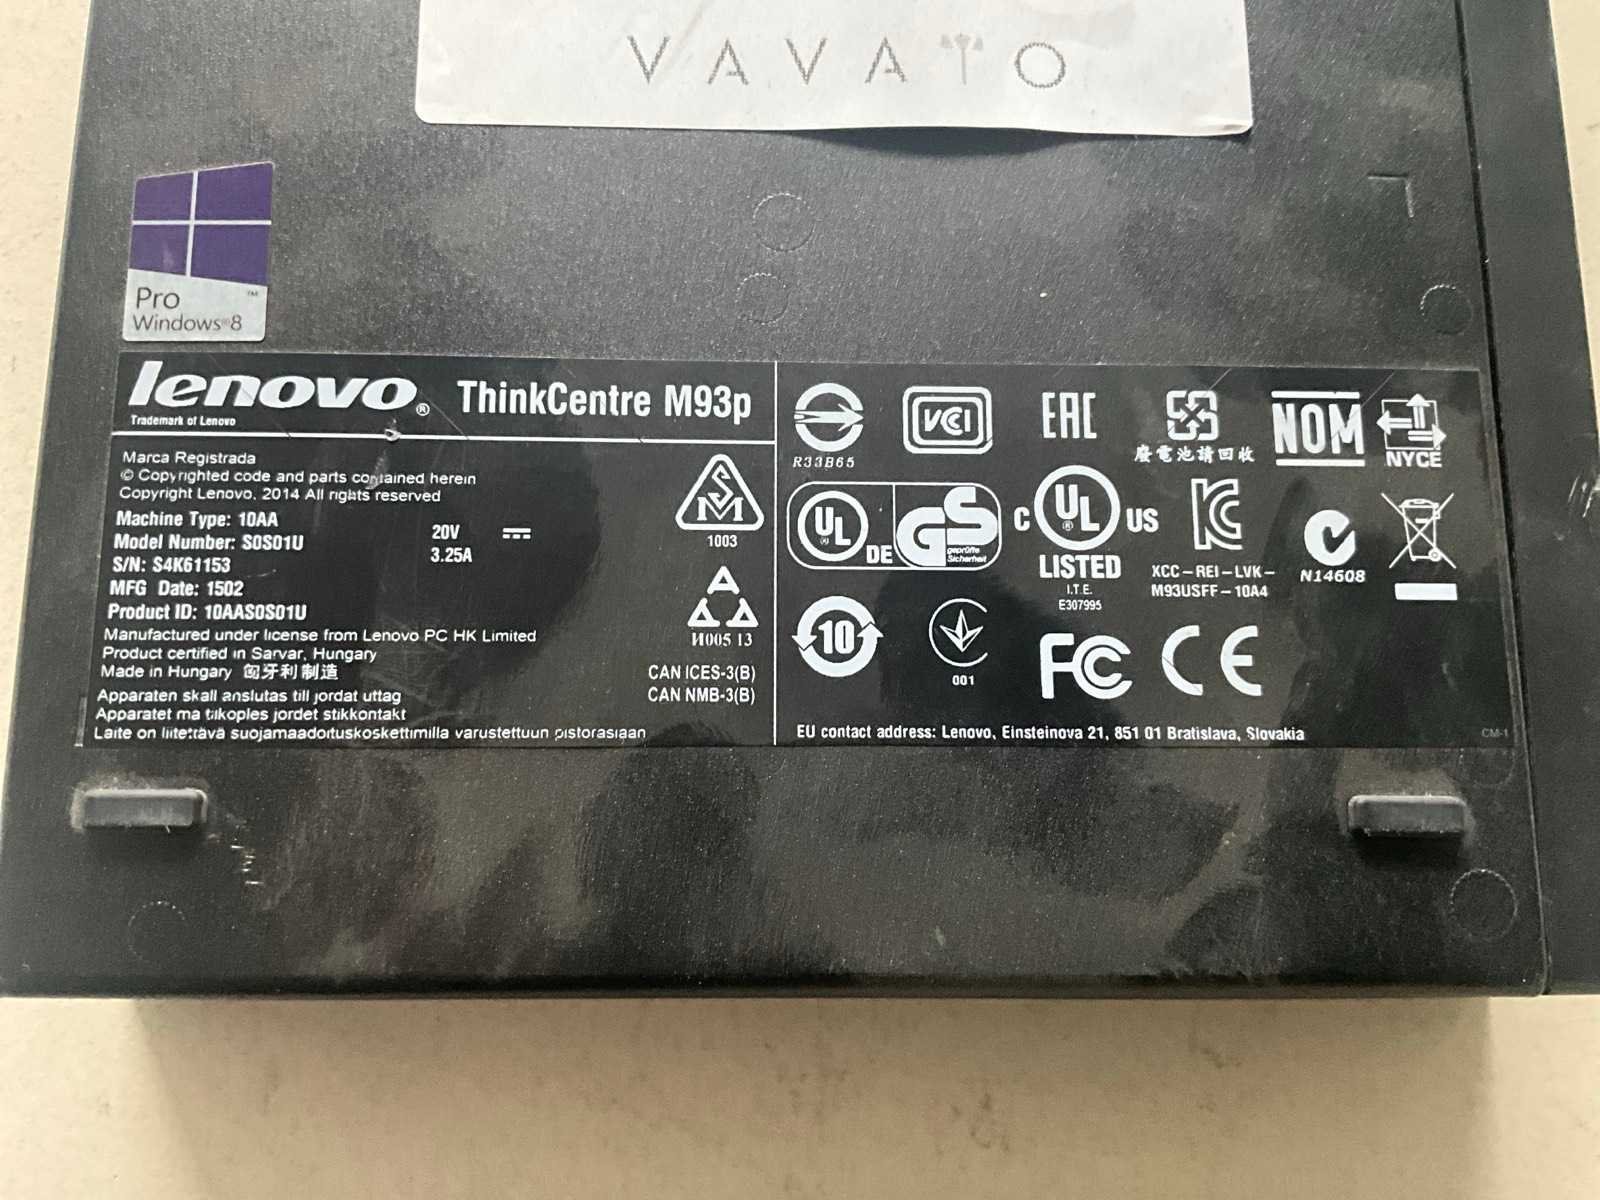 VAVATO
Pro
Windows®8
™
lenovo®
ThinkCentre M93p
Trademark of Lenovo
Marca Registrada
© Copyrighted code and parts contained herein
Copyright Lenovo. 2014 All rights reserved
Machine Type: 10AA
Model Number: S0S01U
S/N: S4K61153
MFG Date: 1502
Product ID: 10AAS0S01U
20V
3.25A
Manufactured under license from Lenovo PC HK Limited
Product certified in Sarvar, Hungary
Made in Hungary 匈牙利制造
Apparaten skall anslutas till jordat uttag
Apparatet ma tilkoples jordet stikkontakt
Laite on liitettävä suojamaadoituskoskettimilla varustettuun pistorasiaan
SM
1003
И005 13
CAN ICES-3(B)
CAN NMB-3(B)
R33B65
VCI
EAC
廢電池請回收
NOM
NYCE
UL
®
DE
GS
geprüfte
Sicherheit
C UL US
®
LISTED
I.T.E.
E307995
XCC-REI-LVK-
M93USFF-10A4
N14608
10
001
FC CE
EU contact address: Lenovo, Einsteinova 21, 851 01 Bratislava, Slovakia
CM-1